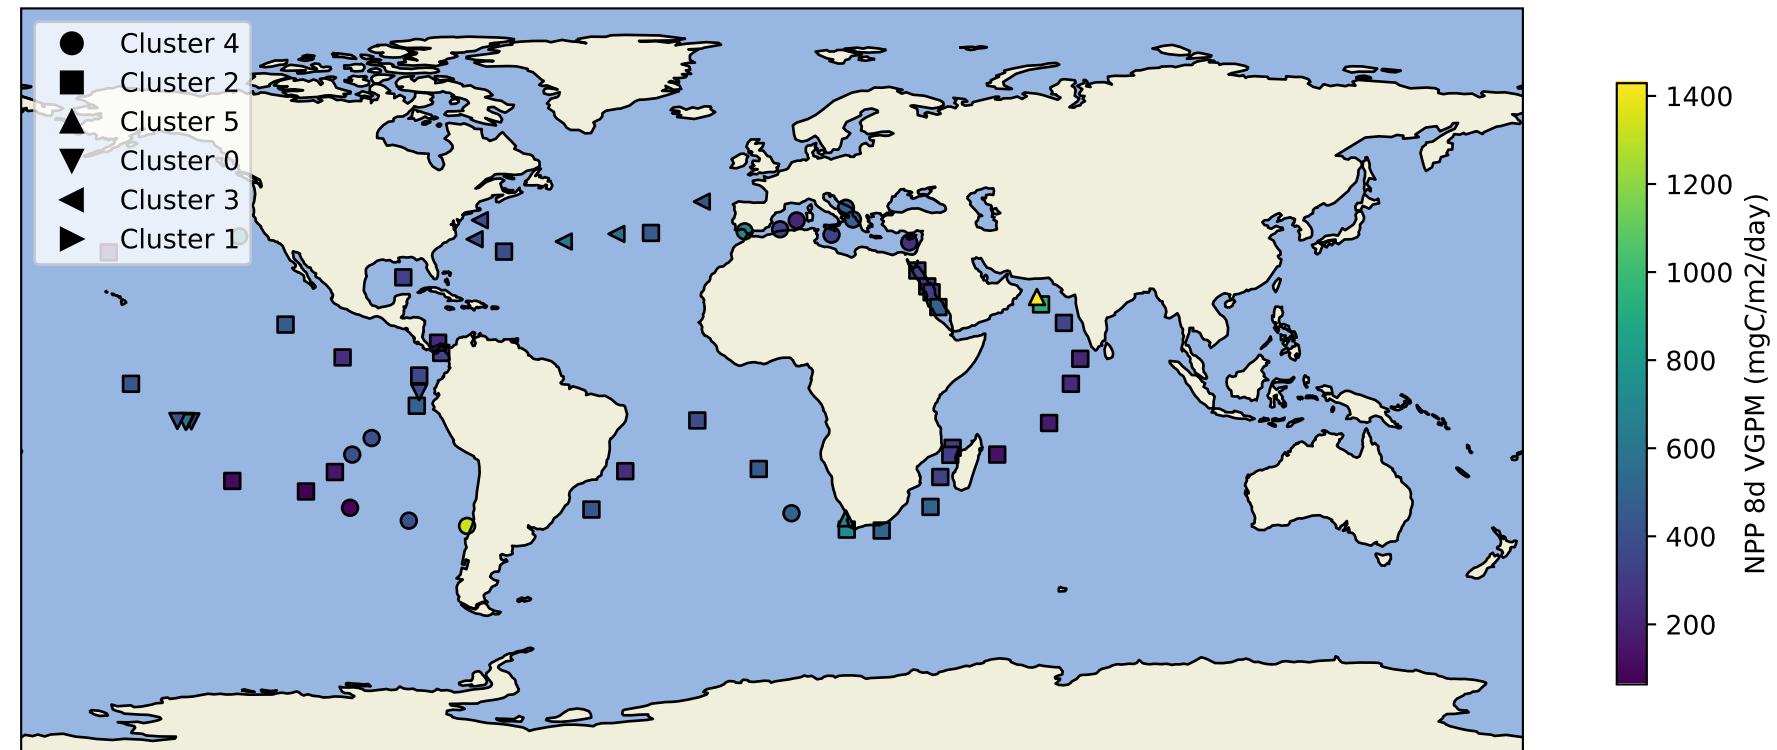 Cluster 4
Cluster 2
Cluster 5
Cluster 0
Cluster 3
Cluster 1
1400
1200
1000
800
600
400
200
NPP 8d VGPM (mgC/m2/day)